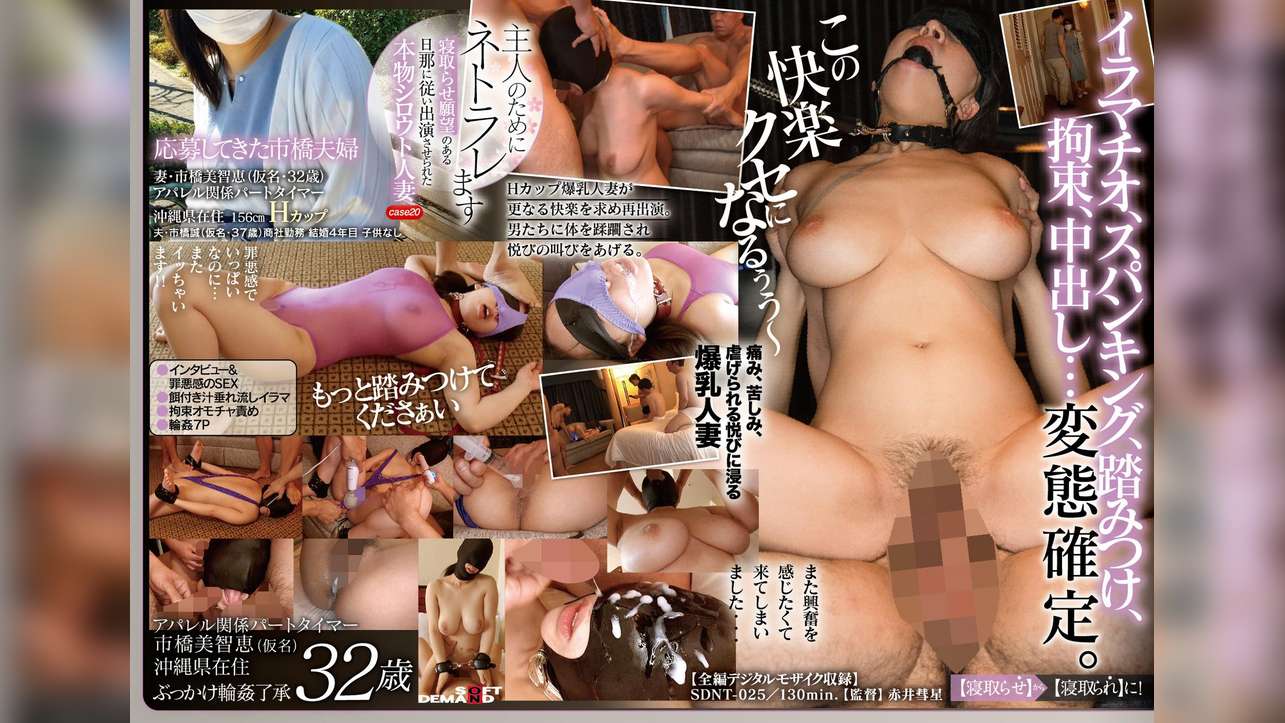 応募してきた市橋夫婦
妻・市橋美智恵(仮名・32歳)
アパレル関係パートタイマー
沖縄県在住 156cm Hカップ
夫・市橋誠(仮名・37歳)商社勤務 結婚4年目 子供なし
主人のために
ネトラレます
寝取らせ願望のある
旦那に従い出演させられた
本物シロウト人妻
case20
Hカップ爆乳人妻が
更なる快楽を求め再出演。
男たちに体を蹂躙され
悦びの叫びをあげる。
この
快楽
クセに
なるぅぅ〜
イラマチオ、スパンキング、踏みつけ、
拘束、中出し…。
変態確定。
罪悪感で
いっぱい
なのに…
また
イッちゃい
ます!!
●インタビュー&
罪悪感のSEX
●餌付き汁垂れ流しイラマ
●拘束オモチャ責め
●輪姦7P
もっと踏みつけて
くださぁい
痛み、苦しみ、
虐げられる悦びに浸る
爆乳人妻
また興奮を
感じたくて
来てしまい
ました…
アパレル関係パートタイマー
市橋美智恵(仮名)
沖縄県在住
ぶっかけ輪姦了承
32歳
SOFT
DEMAND
【全編デジタルモザイク収録】
SDNT-025/130min.【監督】赤井彗星
【寝取らせ】から【寝取られ】に!